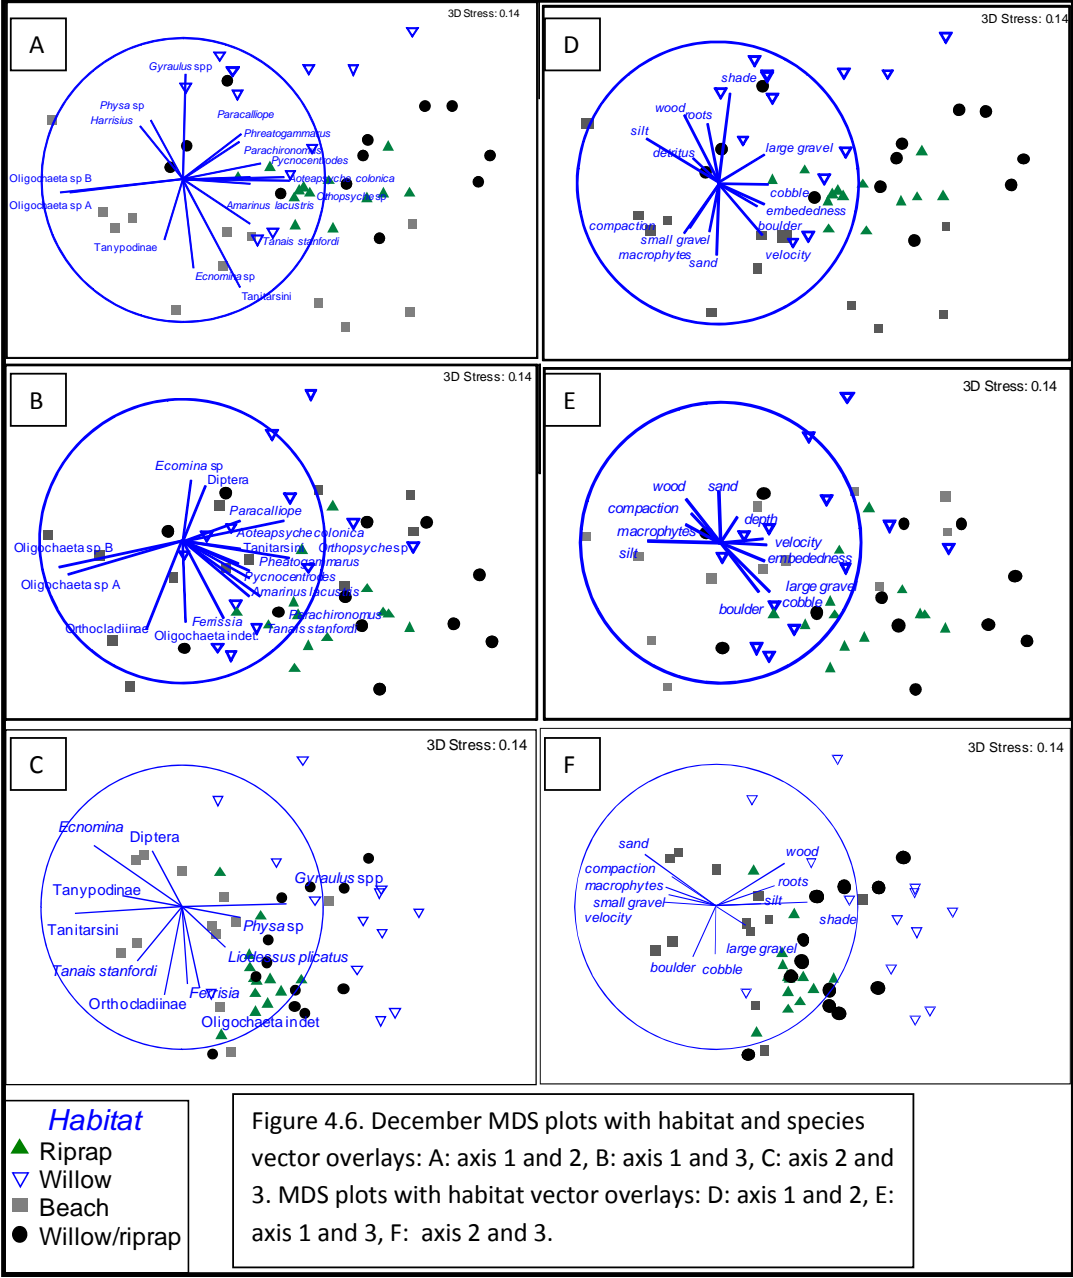 A
3D Stress: 0.14
Gyraulus spp
Physa sp
Harrisius
Paracalliope
Phreatogammarus
Parachironomus
Pycnocentrodes
Oligochaeta sp B
Aoteapsyche colonica
Orthopsyche sp
Oligochaeta sp A
Amarinus lacustris
Tanypodinae
Tanais stanfordi
Ecnomina sp
Tanitarsini
D
3D Stress: 0.14
shade
wood
roots
silt
detritus
large gravel
cobble
embededness
compaction
boulder
small gravel
macrophytes
velocity
sand
B
3D Stress: 0.14
Ecomina sp
Diptera
Paracalliope
Aoteapsyche colonica
Oligochaeta sp B
Tanitarsini
Orthopsyche sp
Pheatogammarus
Oligochaeta sp A
Pycnocentrodes
Amarinus lacustris
Ferrissia
Parachironomus
Orthocladiinae
Oligochaeta indet.
Tanais stanfordi
E
3D Stress: 0.14
wood
sand
compaction
depth
macrophytes
velocity
silt
embededness
large gravel
boulder
cobble
C
3D Stress: 0.14
Ecnomina
Diptera
Gyraulus spp
Tanypodinae
Physa sp
Tanitarsini
Liodessus plicatus
Tanais stanfordi
Orthocladiinae
Ferrisia
Oligochaeta indet
F
3D Stress: 0.14
sand
wood
compaction
roots
macrophytes
small gravel
silt
velocity
shade
large gravel
boulder
cobble
Habitat
Riprap
Willow
Beach
Willow/riprap
Figure 4.6. December MDS plots with habitat and species
vector overlays: A: axis 1 and 2, B: axis 1 and 3, C: axis 2 and
3. MDS plots with habitat vector overlays: D: axis 1 and 2, E:
axis 1 and 3, F: axis 2 and 3.